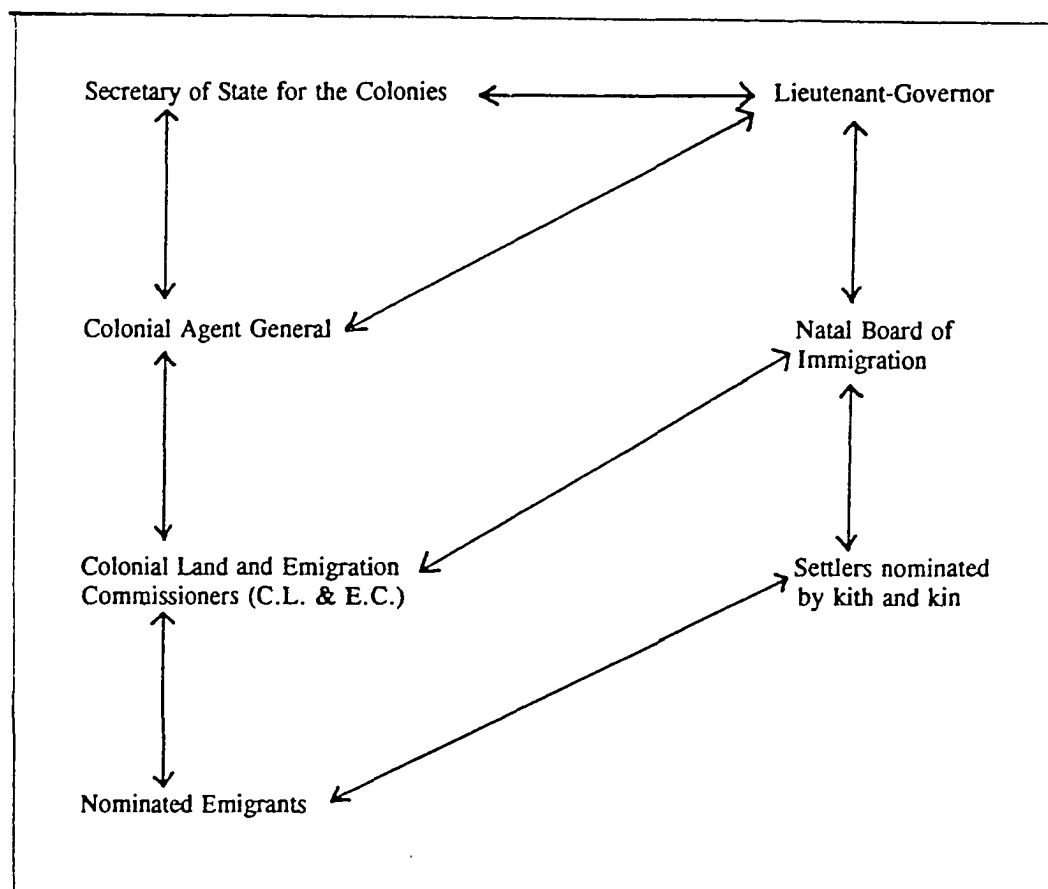 Secretary of State for the Colonies
Lieutenant-Governor
Colonial Agent General
Natal Board of
Immigration
Colonial Land and Emigration
Commissioners (C.L. & E.C.)
Settlers nominated
by kith and kin
Nominated Emigrants